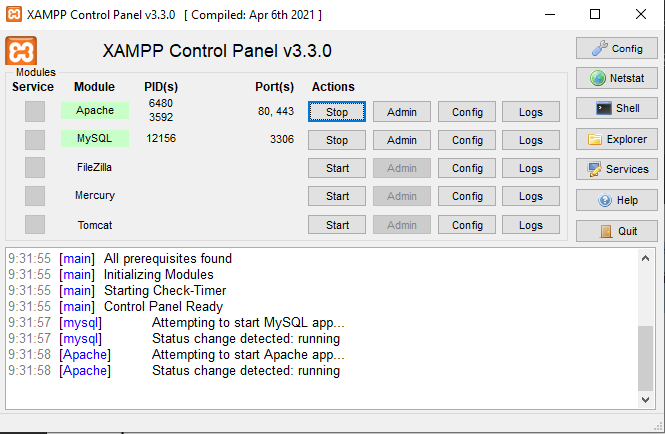 XAMPP Control Panel v3.3.0 [ Compiled: Apr 6th 2021 ]
XAMPP Control Panel v3.3.0
Config
Modules
Service Module PID(s) Port(s) Actions
Netstat
Apache 6480 3592 80, 443 Stop Admin Config Logs
Shell
MySQL 12156 3306 Stop Admin Config Logs
Explorer
FileZilla Start Admin Config Logs
Services
Mercury Start Admin Config Logs
Help
Tomcat Start Admin Config Logs
Quit
9:31:55 [main] All prerequisites found
9:31:55 [main] Initializing Modules
9:31:55 [main] Starting Check-Timer
9:31:55 [main] Control Panel Ready
9:31:57 [mysql] Attempting to start MySQL app...
9:31:57 [mysql] Status change detected: running
9:31:58 [Apache] Attempting to start Apache app...
9:31:58 [Apache] Status change detected: running